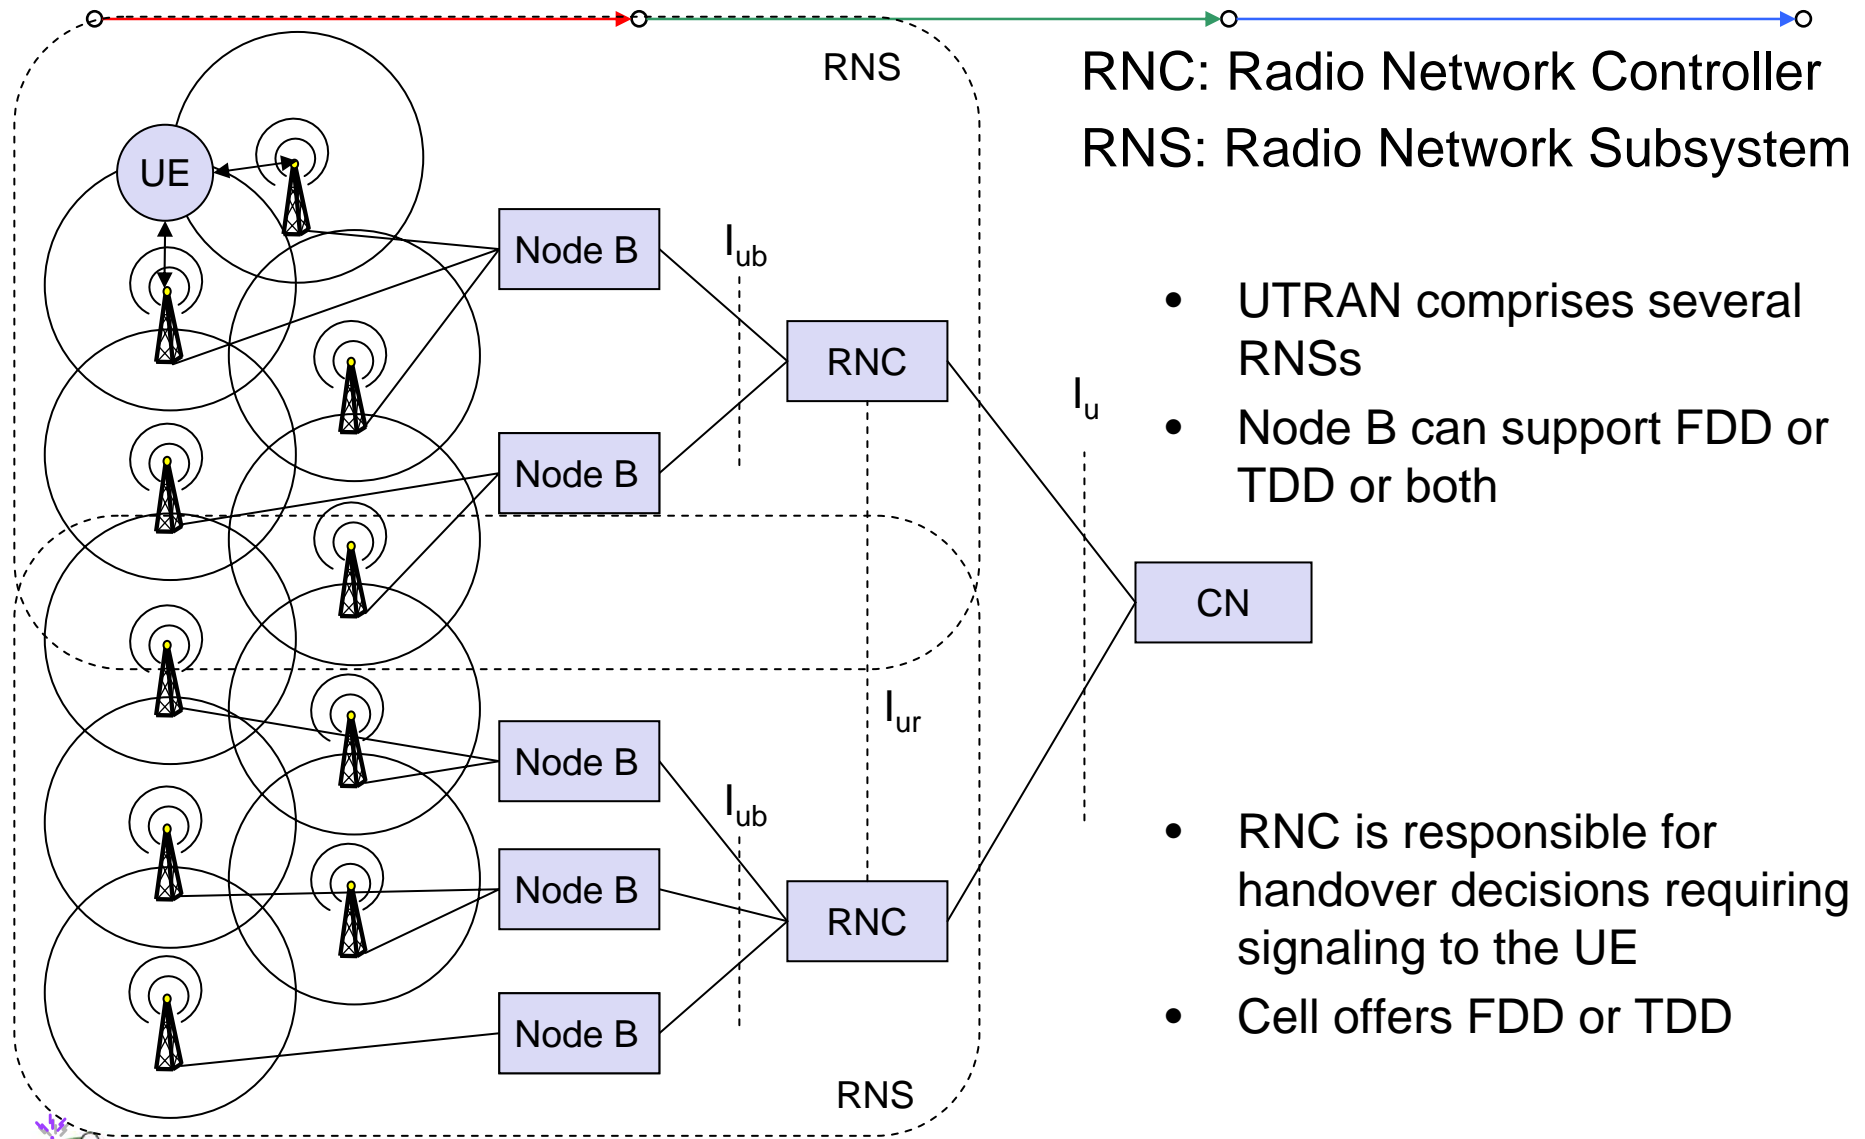 RNS
RNC: Radio Network Controller
RNS: Radio Network Subsystem
UE
Node B
Iub
• UTRAN comprises several
RNSs
RNC
Iu
• Node B can support FDD or
TDD or both
Node B
CN
Iur
Node B
Iub
• RNC is responsible for
handover decisions requiring
signaling to the UE
Node B
RNC
• Cell offers FDD or TDD
Node B
RNS